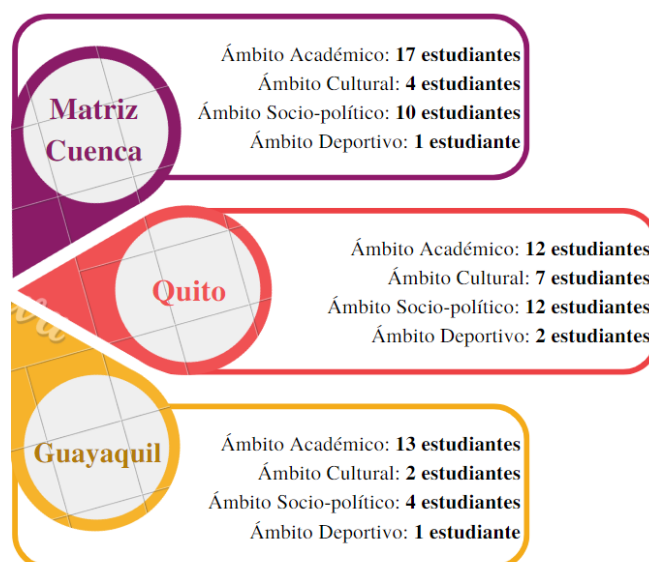 Matriz
Cuenca
Ámbito Académico: 17 estudiantes
Ámbito Cultural: 4 estudiantes
Ámbito Socio-político: 10 estudiantes
Ámbito Deportivo: 1 estudiante
Quito
Ámbito Académico: 12 estudiantes
Ámbito Cultural: 7 estudiantes
Ámbito Socio-político: 12 estudiantes
Ámbito Deportivo: 2 estudiantes
Guayaquil
Ámbito Académico: 13 estudiantes
Ámbito Cultural: 2 estudiantes
Ámbito Socio-político: 4 estudiantes
Ámbito Deportivo: 1 estudiante